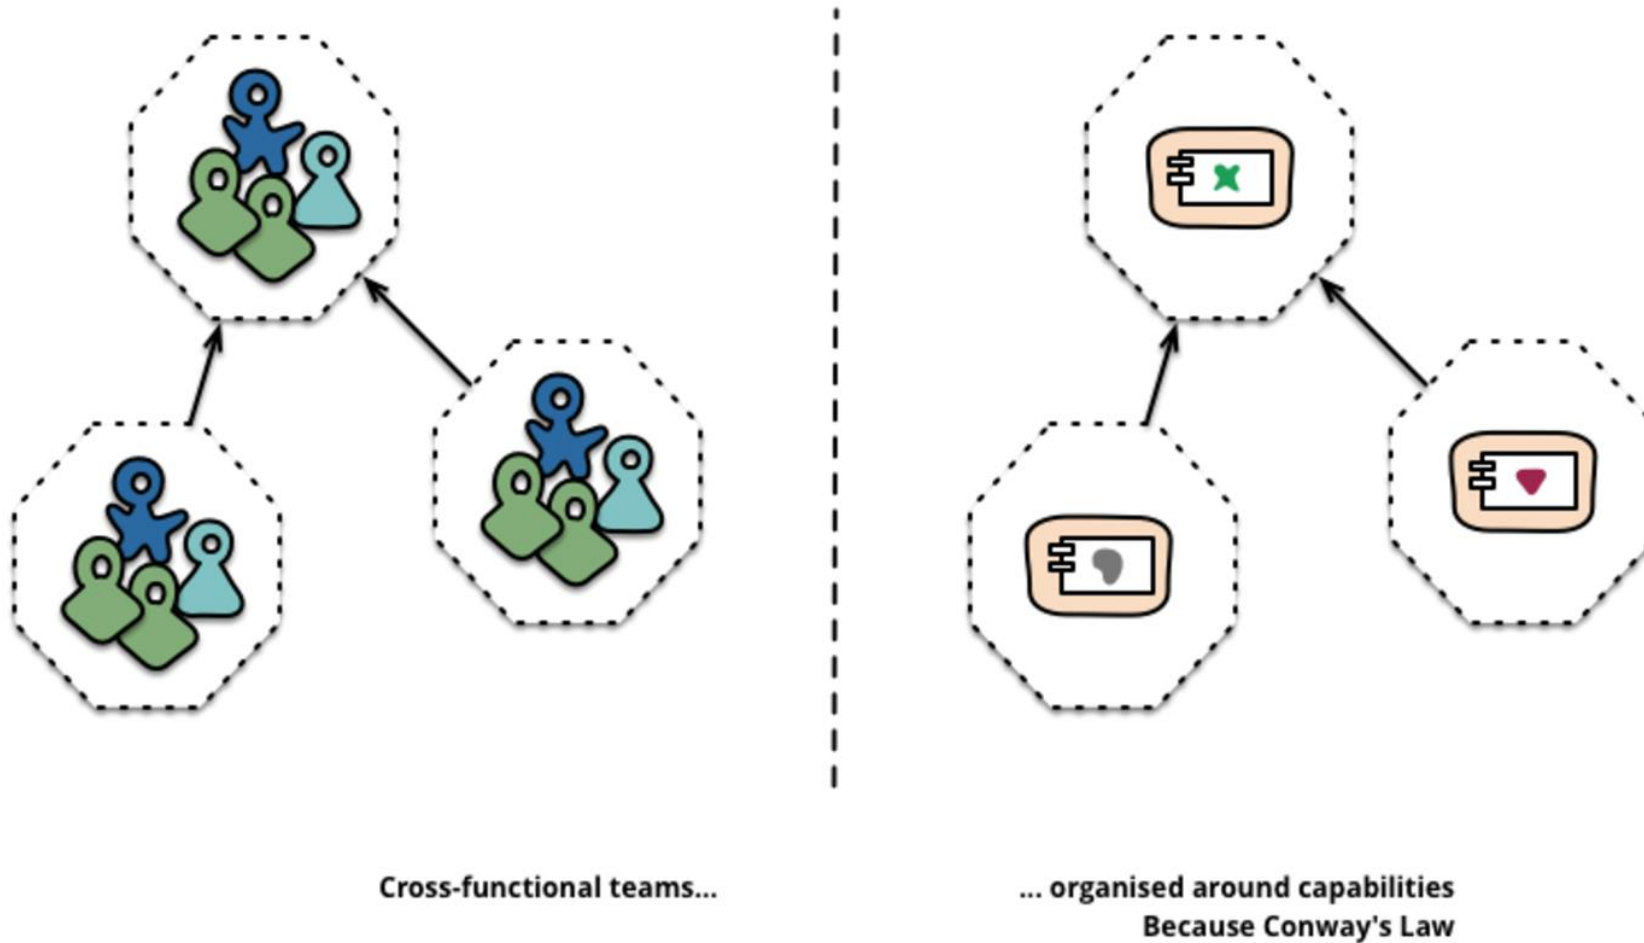 Cross-functional teams...
... organised around capabilities
Because Conway's Law